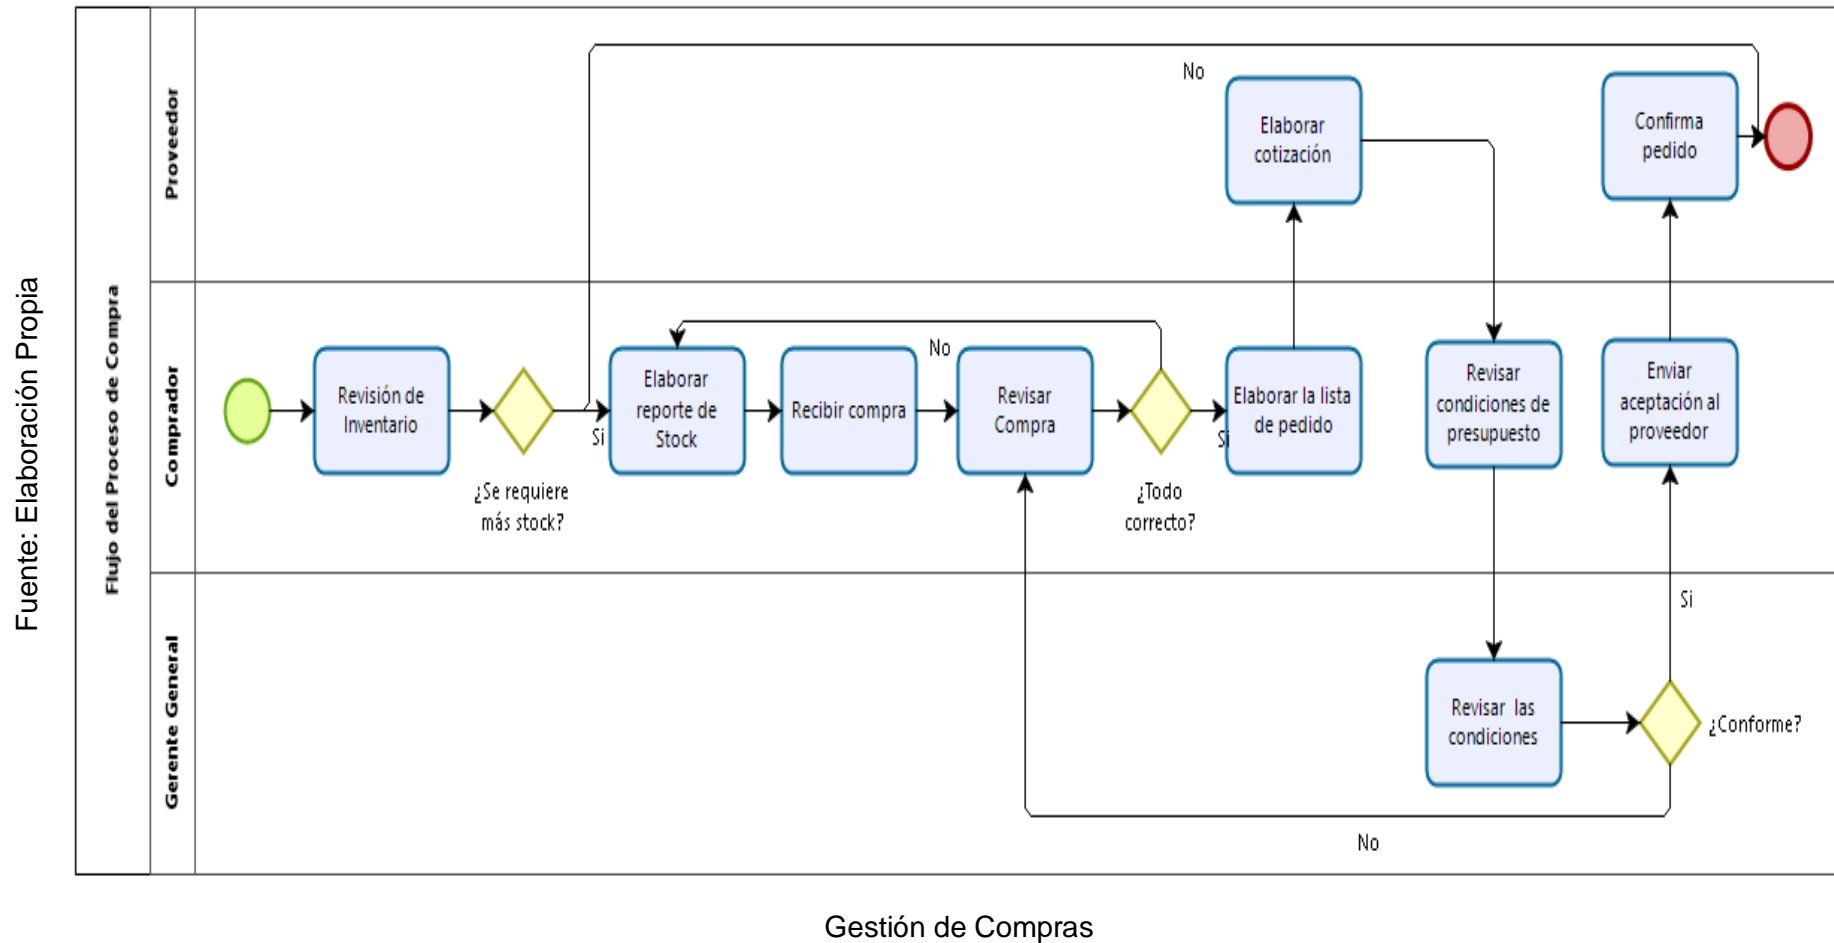 Fuente: Elaboración Propia
Flujo del Proceso de Compra
Proveedor
No
Elaborar
cotización
Confirma
pedido
Comprador
Revisión de
Inventario
¿Se requiere
más stock?
Si
Elaborar
reporte de
Stock
Recibir compra
No
Revisar
Compra
¿Todo
correcto?
Si
Elaborar la lista
de pedido
Revisar
condiciones de
presupuesto
Enviar
aceptación al
proveedor
Gerente General
Si
Revisar las
condiciones
¿Conforme?
No
Gestión de Compras